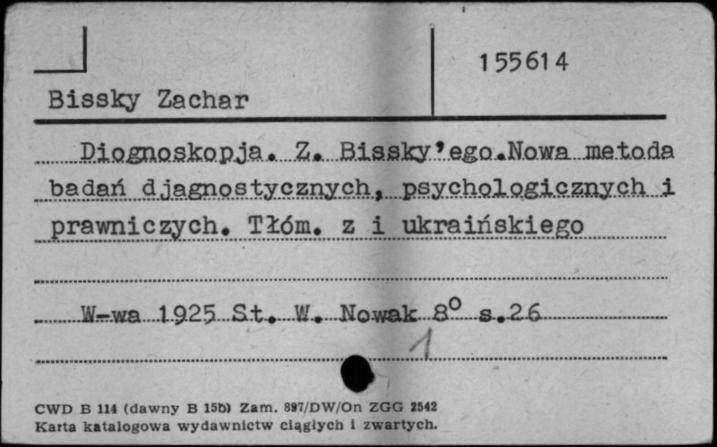 155614
Bissky Zachar
Diognoskopja. Z. Bissky'ego.Nowa metoda
badań djagnostycznych, psychologicznych i
prawniczych. Tłóm. z i ukraińskiego
W-wa 1925 St. W. Nowak 8° s.26
1
CWD B 114 (dawny B 15b) Zam. 897/DW/On ZGG 2542
Karta katalogowa wydawnictw ciągłych i zwartych.